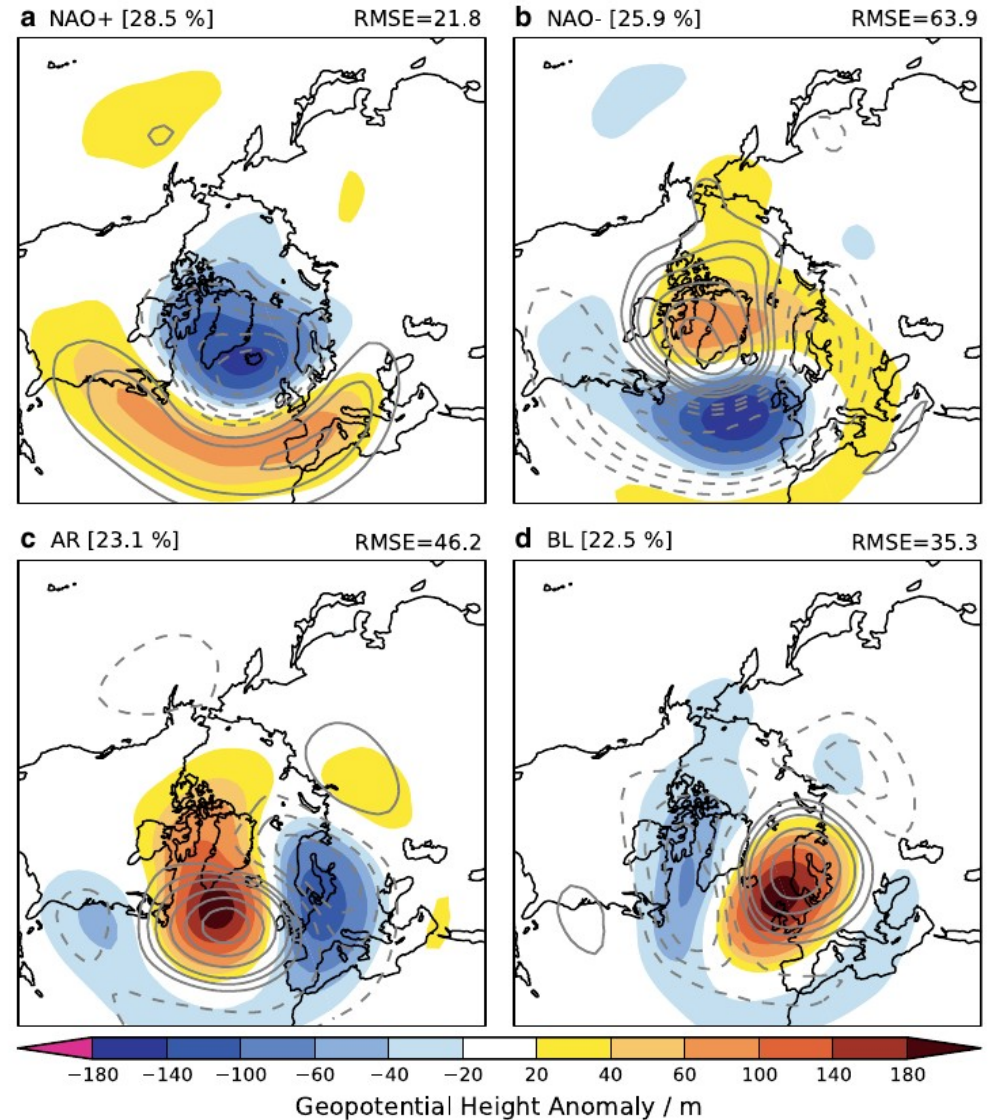 a NAO+ [28.5 %] RMSE=21.8
b NAO- [25.9 %] RMSE=63.9
c AR [23.1 %] RMSE=46.2
d BL [22.5 %] RMSE=35.3
−180 −140 −100 −60 −40 −20 20 40 60 100 140 180
Geopotential Height Anomaly / m